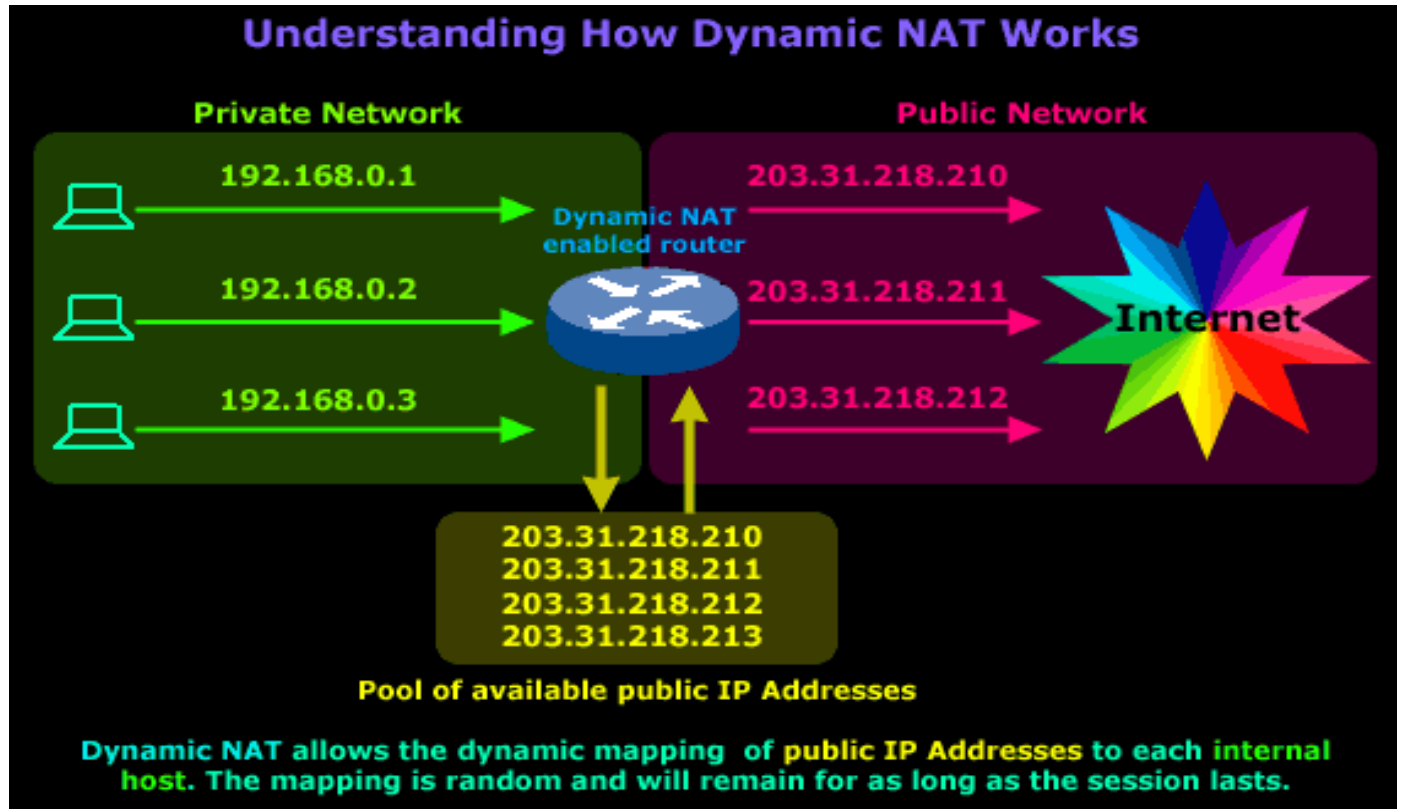 Understanding How Dynamic NAT Works
Private Network
Public Network
192.168.0.1
203.31.218.210
Dynamic NAT
enabled router
192.168.0.2
203.31.218.211
Internet
192.168.0.3
203.31.218.212
203.31.218.210
203.31.218.211
203.31.218.212
203.31.218.213
Pool of available public IP Addresses
Dynamic NAT allows the dynamic mapping of public IP Addresses to each internal
host. The mapping is random and will remain for as long as the session lasts.